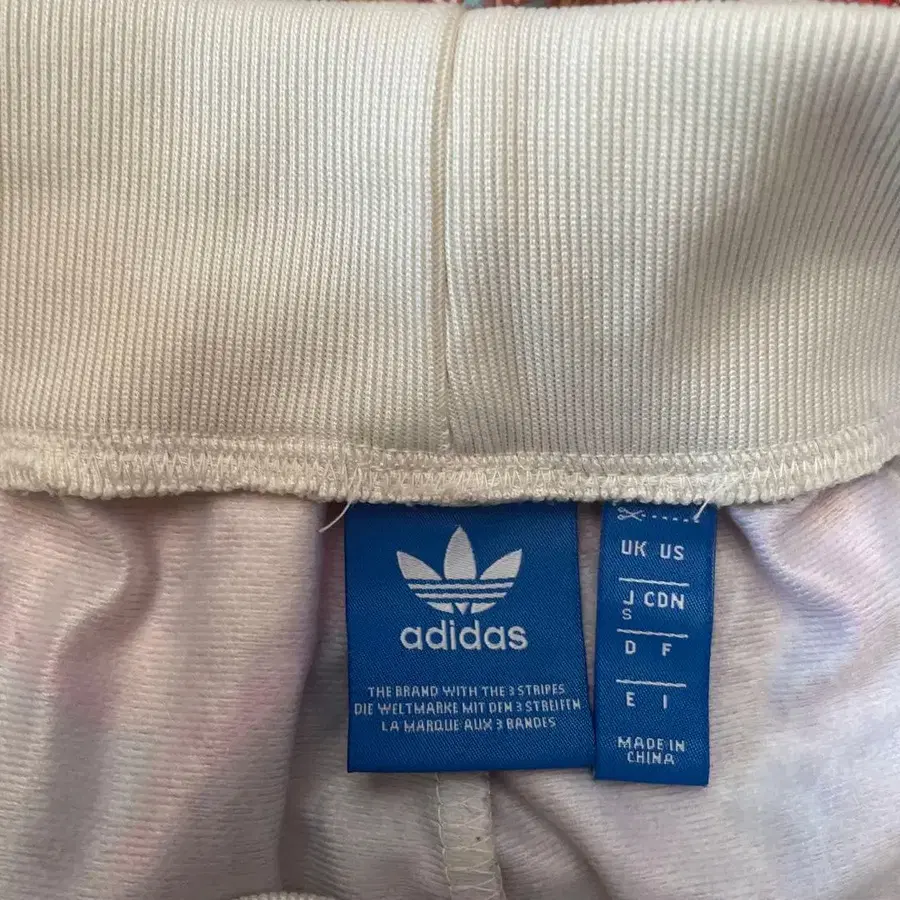 adidas
THE BRAND WITH THE 3 STRIPES
DIE WELTMARKE MIT DEN 3 STREIFEN
LA MARQUE AUX 3 BANDES
UK US
J CDN
S
D F
E I
MADE IN
CHINA